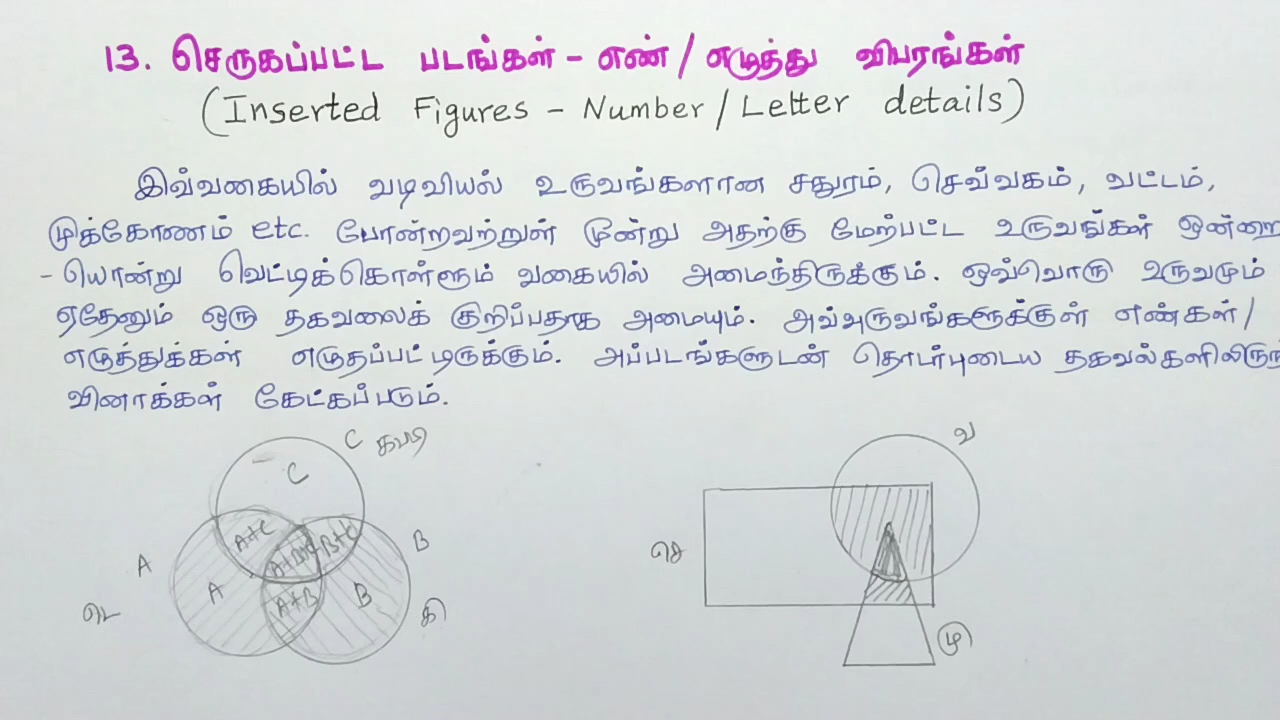 13. செருகப்பட்ட படங்கள் - எண் / எழுத்து விபரங்கள்
(Inserted Figures - Number / Letter details)
இவ்வகையில் வடிவியல் உருவங்களான சதுரம், செவ்வகம், வட்டம்,
முக்கோணம் etc. போன்றவற்றுள் மூன்று அதற்கு மேற்பட்ட உருவங்கள் ஒன்றை
- யொன்று வெட்டிக்கொள்ளும் வகையில் அமைந்திருக்கும். ஒவ்வொரு உருவமும்
ஏதேனும் ஒரு தகவலைக் குறிப்பதாக அமையும். அவ்வுருவங்களுக்குள் எண்கள் /
எழுத்துக்கள் எழுதப்பட்டிருக்கும். அப்படங்களுடன் தொடர்புடைய
வினாக்கள் கேட்கப்படும்.
C கபடி
C
A+C
A+B+C
B+C
A
B
A
A+B
B
டெ
கி
வ
செ
மு